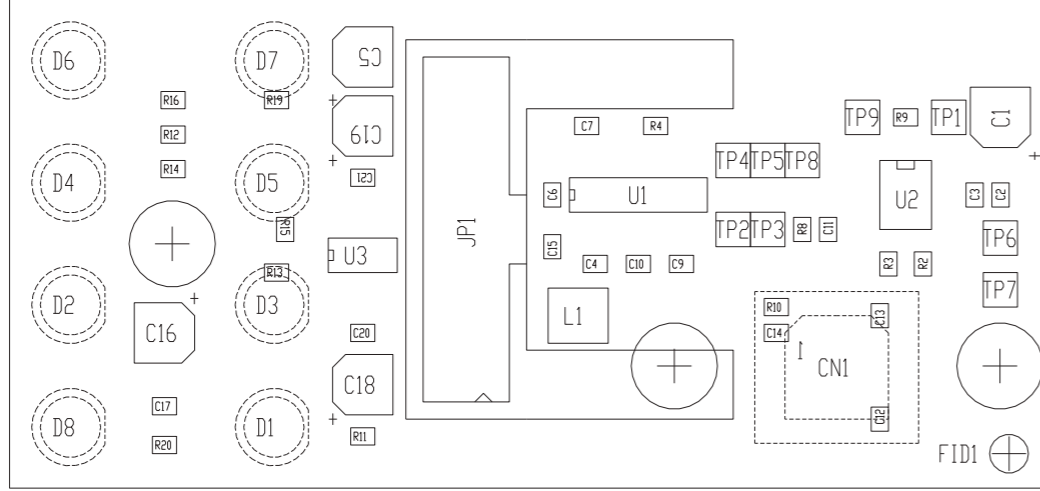 D6
D7
C5
R16
R19
C19
R12
R14
C21
D4
D5
R15
U3
R13
D2
D3
C16
C20
C18
C17
D8
D1
R20
R11
JP1
C7
R4
C6
U1
C15
C4
C10
C9
L1
TP4
TP5
TP8
TP2
TP3
R8
C11
TP9
R9
TP1
C1
U2
C3
C2
TP6
R3
R2
TP7
R10
C14
C13
1
CN1
C12
FID1